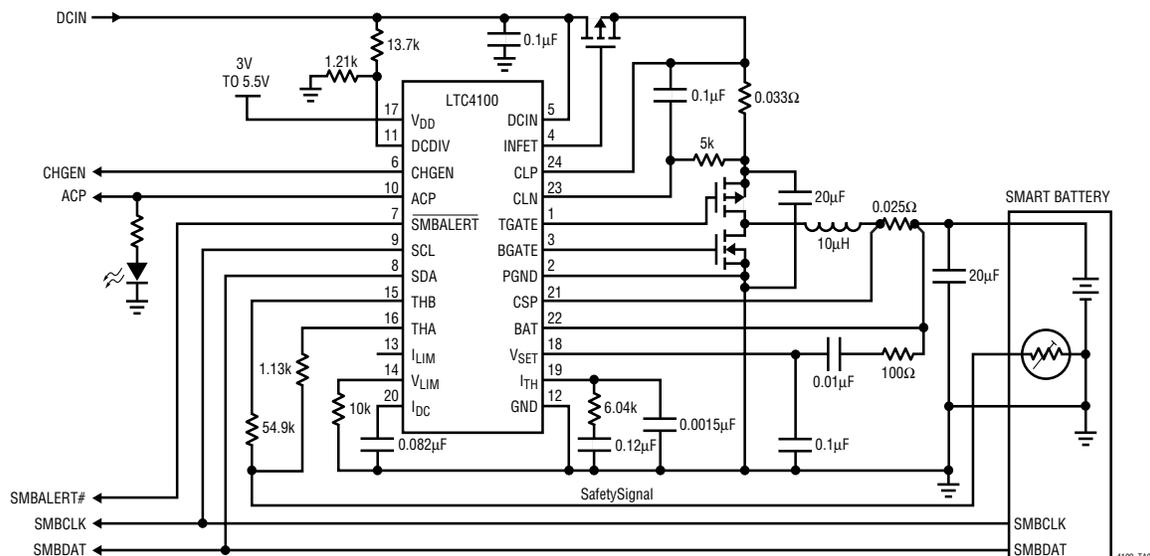 DCIN
0.1µF
13.7k
1.21k
3V
TO 5.5V
LTC4100
0.1µF
0.033Ω
17
VDD
DCIN
5
11
DCDIV
INFET
4
5k
CHGEN
6
CHGEN
CLP
24
ACP
10
ACP
CLN
23
20µF
SMART BATTERY
7
SMBALERT
TGATE
1
0.025Ω
9
SCL
BGATE
3
10µH
8
SDA
PGND
2
20µF
15
THB
CSP
21
16
THA
BAT
22
13
ILIM
VSET
18
1.13k
14
VLIM
ITH
19
0.01µF
100Ω
10k
20
IDC
GND
12
6.04k
54.9k
0.082µF
0.12µF
0.0015µF
0.1µF
SMBALERT#
SafetySignal
SMBCLK
SMBCLK
SMBDAT
SMBDAT